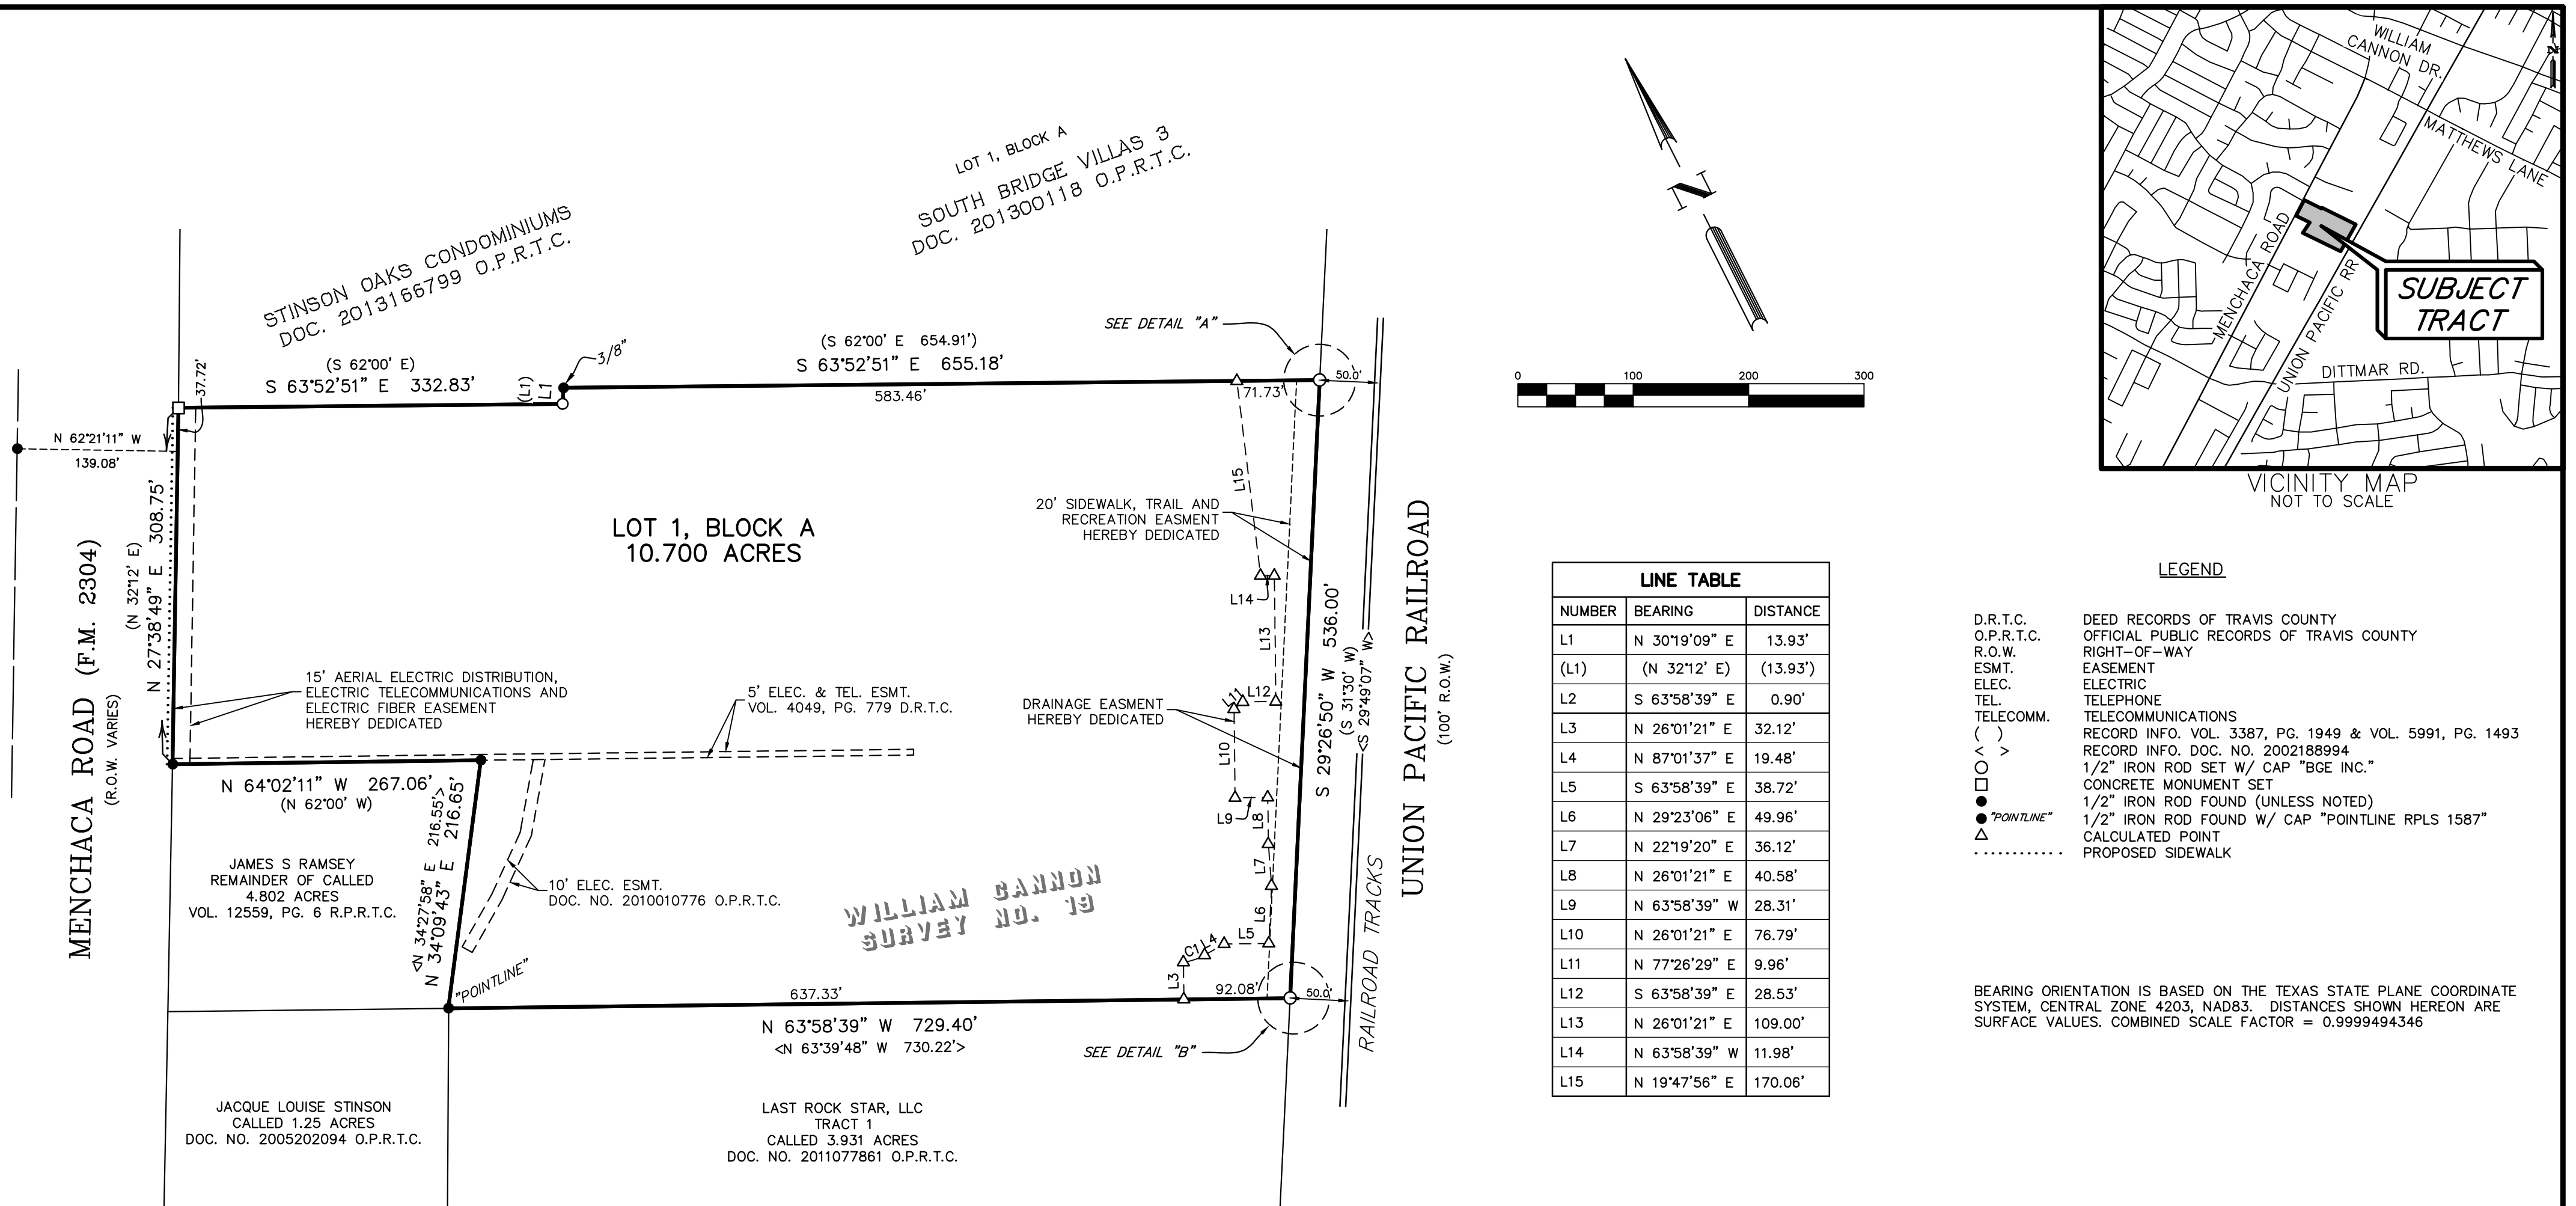 STINSON OAKS CONDOMINIUMS
DOC. 2013166799 O.P.R.T.C.
LOT 1, BLOCK A
SOUTH BRIDGE VILLAS 3
DOC. 201300118 O.P.R.T.C.
(S 62°00' E)
S 63°52'51" E 332.83'
37.72'
(L1)
L1
3/8"
(S 62°00' E 654.91')
S 63°52'51" E 655.18'
583.46'
71.73'
SEE DETAIL "A"
50.0'
N 62°21'11" W
139.08'
MENCHACA ROAD (F.M. 2304)
(R.O.W. VARIES)
(N 32°12' E)
N 27°38'49" E 308.75'
LOT 1, BLOCK A
10.700 ACRES
20' SIDEWALK, TRAIL AND
RECREATION EASMENT
HEREBY DEDICATED
L15
L14
L13
L12
L11
L10
L9
L8
L7
L6
L5
L4
C1
L3
15' AERIAL ELECTRIC DISTRIBUTION,
ELECTRIC TELECOMMUNICATIONS AND
ELECTRIC FIBER EASEMENT
HEREBY DEDICATED
5' ELEC. & TEL. ESMT.
VOL. 4049, PG. 779 D.R.T.C.
DRAINAGE EASMENT
HEREBY DEDICATED
S 29°26'50" W 536.00'
(S 31°30' W)
<S 29°49'07" W>
UNION PACIFIC RAILROAD
(100' R.O.W.)
RAILROAD TRACKS
N 64°02'11" W 267.06'
(N 62°00' W)
<N 34°27'58" E 216.55'>
N 34°09'43" E 216.65'
JAMES S RAMSEY
REMAINDER OF CALLED
4.802 ACRES
VOL. 12559, PG. 6 R.P.R.T.C.
10' ELEC. ESMT.
DOC. NO. 2010010776 O.P.R.T.C.
WILLIAM CANNON
SURVEY NO. 19
"POINTLINE"
637.33'
92.08'
50.0'
N 63°58'39" W 729.40'
<N 63°39'48" W 730.22'>
SEE DETAIL "B"
JACQUE LOUISE STINSON
CALLED 1.25 ACRES
DOC. NO. 2005202094 O.P.R.T.C.
LAST ROCK STAR, LLC
TRACT 1
CALLED 3.931 ACRES
DOC. NO. 2011077861 O.P.R.T.C.
N
0 100 200 300
LINE TABLE
NUMBER BEARING DISTANCE
L1 N 30°19'09" E 13.93'
(L1) (N 32°12' E) (13.93')
L2 S 63°58'39" E 0.90'
L3 N 26°01'21" E 32.12'
L4 N 87°01'37" E 19.48'
L5 S 63°58'39" E 38.72'
L6 N 29°23'06" E 49.96'
L7 N 22°19'20" E 36.12'
L8 N 26°01'21" E 40.58'
L9 N 63°58'39" W 28.31'
L10 N 26°01'21" E 76.79'
L11 N 77°26'29" E 9.96'
L12 S 63°58'39" E 28.53'
L13 N 26°01'21" E 109.00'
L14 N 63°58'39" W 11.98'
L15 N 19°47'56" E 170.06'
WILLIAM
CANNON DR.
N
MATTHEWS LANE
MENCHACA ROAD
UNION PACIFIC RR
SUBJECT
TRACT
DITTMAR RD.
VICINITY MAP
NOT TO SCALE
LEGEND
D.R.T.C. DEED RECORDS OF TRAVIS COUNTY
O.P.R.T.C. OFFICIAL PUBLIC RECORDS OF TRAVIS COUNTY
R.O.W. RIGHT-OF-WAY
ESMT. EASEMENT
ELEC. ELECTRIC
TEL. TELEPHONE
TELECOMM. TELECOMMUNICATIONS
( ) RECORD INFO. VOL. 3387, PG. 1949 & VOL. 5991, PG. 1493
< > RECORD INFO. DOC. NO. 2002188994
1/2" IRON ROD SET W/ CAP "BGE INC."
CONCRETE MONUMENT SET
1/2" IRON ROD FOUND (UNLESS NOTED)
"POINTLINE" 1/2" IRON ROD FOUND W/ CAP "POINTLINE RPLS 1587"
CALCULATED POINT
PROPOSED SIDEWALK
BEARING ORIENTATION IS BASED ON THE TEXAS STATE PLANE COORDINATE
SYSTEM, CENTRAL ZONE 4203, NAD83. DISTANCES SHOWN HEREON ARE
SURFACE VALUES. COMBINED SCALE FACTOR = 0.9999494346